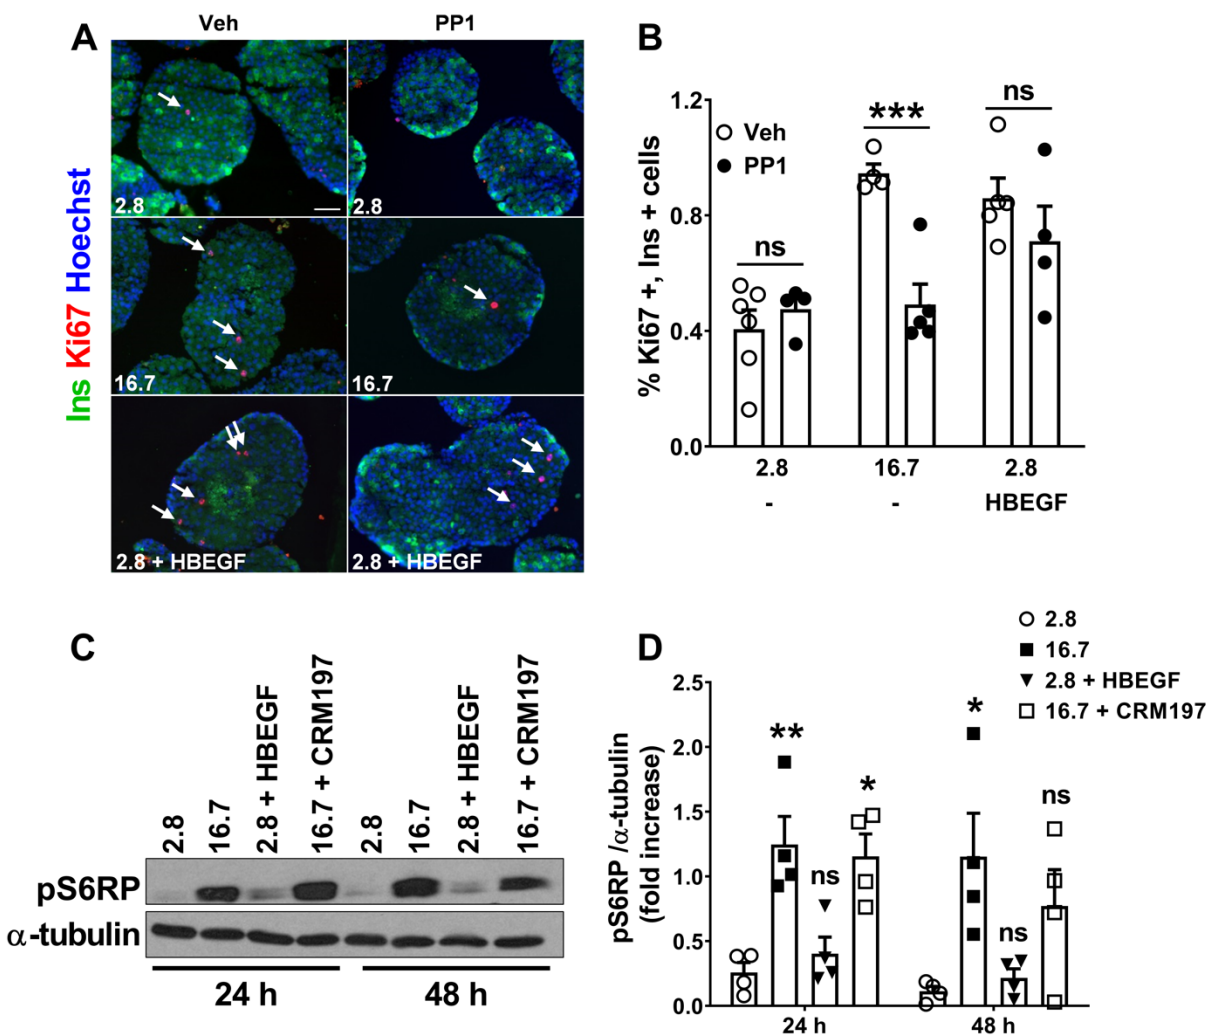 A
Veh
PP1
Ins Ki67 Hoechst
2.8
2.8
16.7
16.7
2.8 + HBEGF
B
% Ki67 +, Ins + cells
1.2
0.8
0.4
0.0
Veh
PP1
ns
***
ns
2.8
16.7
2.8
-
-
HBEGF
C
2.8
16.7
2.8 + HBEGF
16.7 + CRM197
2.8
16.7
2.8 + HBEGF
16.7 + CRM197
pS6RP
α-tubulin
24 h
48 h
D
2.8
16.7
2.8 + HBEGF
16.7 + CRM197
pS6RP /α-tubulin
(fold increase)
2.5
2.0
1.5
1.0
0.5
0.0
**
ns
*
*
ns
ns
24 h
48 h